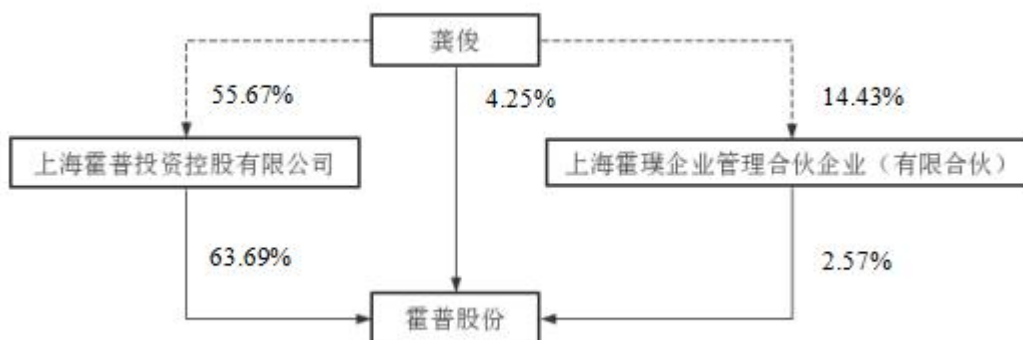 龚俊
55.67%
4.25%
14.43%
上海霍普投资控股有限公司
上海霍璞企业管理合伙企业（有限合伙）
63.69%
2.57%
霍普股份